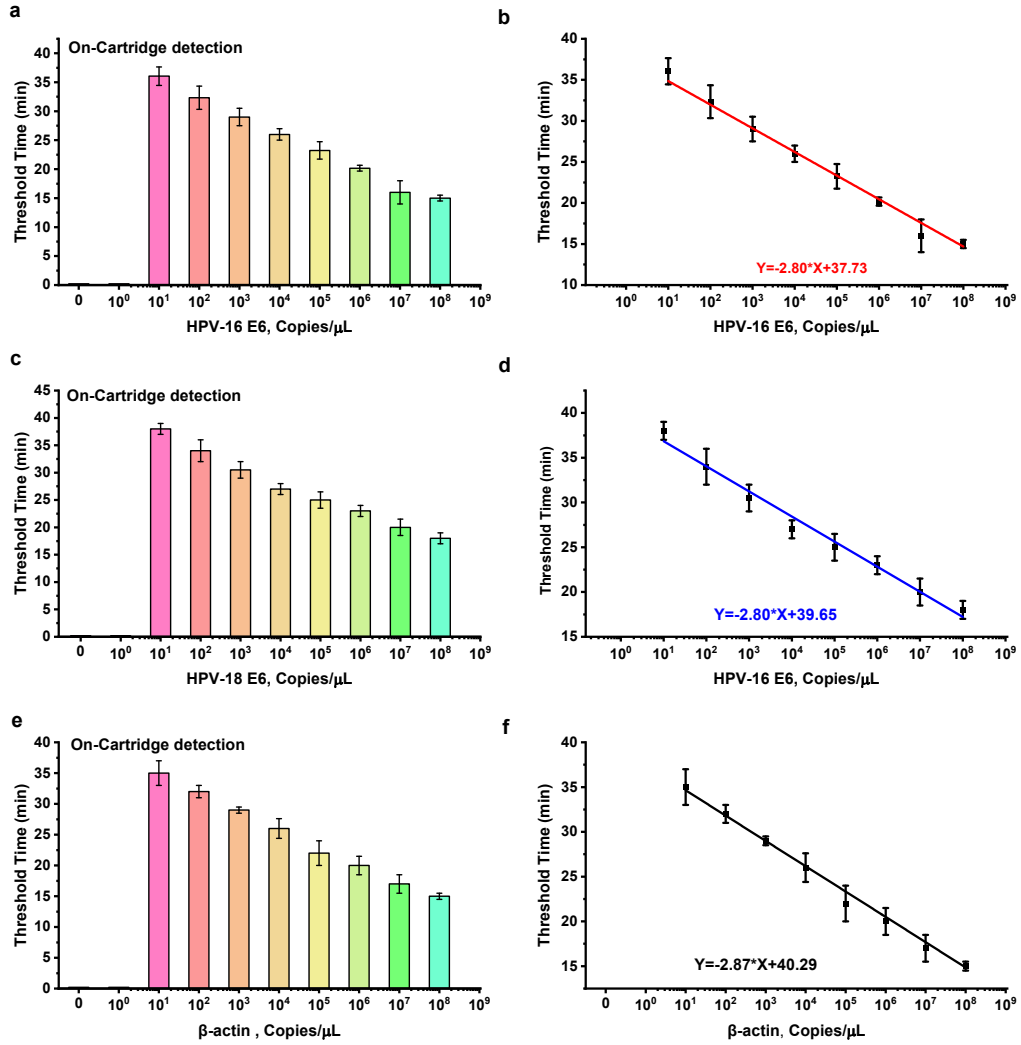 a
On-Cartridge detection
Threshold Time (min)
40
35
30
25
20
15
10
5
0
0 10⁰ 10¹ 10² 10³ 10⁴ 10⁵ 10⁶ 10⁷ 10⁸ 10⁹
HPV-16 E6, Copies/μL
b
Threshold Time (min)
35
30
25
20
15
10
Y=-2.80*X+37.73
10⁰ 10¹ 10² 10³ 10⁴ 10⁵ 10⁶ 10⁷ 10⁸ 10⁹
HPV-16 E6, Copies/μL
c
On-Cartridge detection
Threshold Time (min)
45
40
35
30
25
20
15
10
5
0
0 10⁰ 10¹ 10² 10³ 10⁴ 10⁵ 10⁶ 10⁷ 10⁸ 10⁹
HPV-18 E6, Copies/μL
d
Threshold Time (min)
40
35
30
25
20
15
Y=-2.80*X+39.65
10⁰ 10¹ 10² 10³ 10⁴ 10⁵ 10⁶ 10⁷ 10⁸ 10⁹
HPV-16 E6, Copies/μL
e
On-Cartridge detection
Threshold Time (min)
40
35
30
25
20
15
10
5
0
0 10⁰ 10¹ 10² 10³ 10⁴ 10⁵ 10⁶ 10⁷ 10⁸ 10⁹
β-actin , Copies/μL
f
Threshold Time (min)
40
35
30
25
20
15
Y=-2.87*X+40.29
0 10⁰ 10¹ 10² 10³ 10⁴ 10⁵ 10⁶ 10⁷ 10⁸ 10⁹
β-actin, Copies/μL